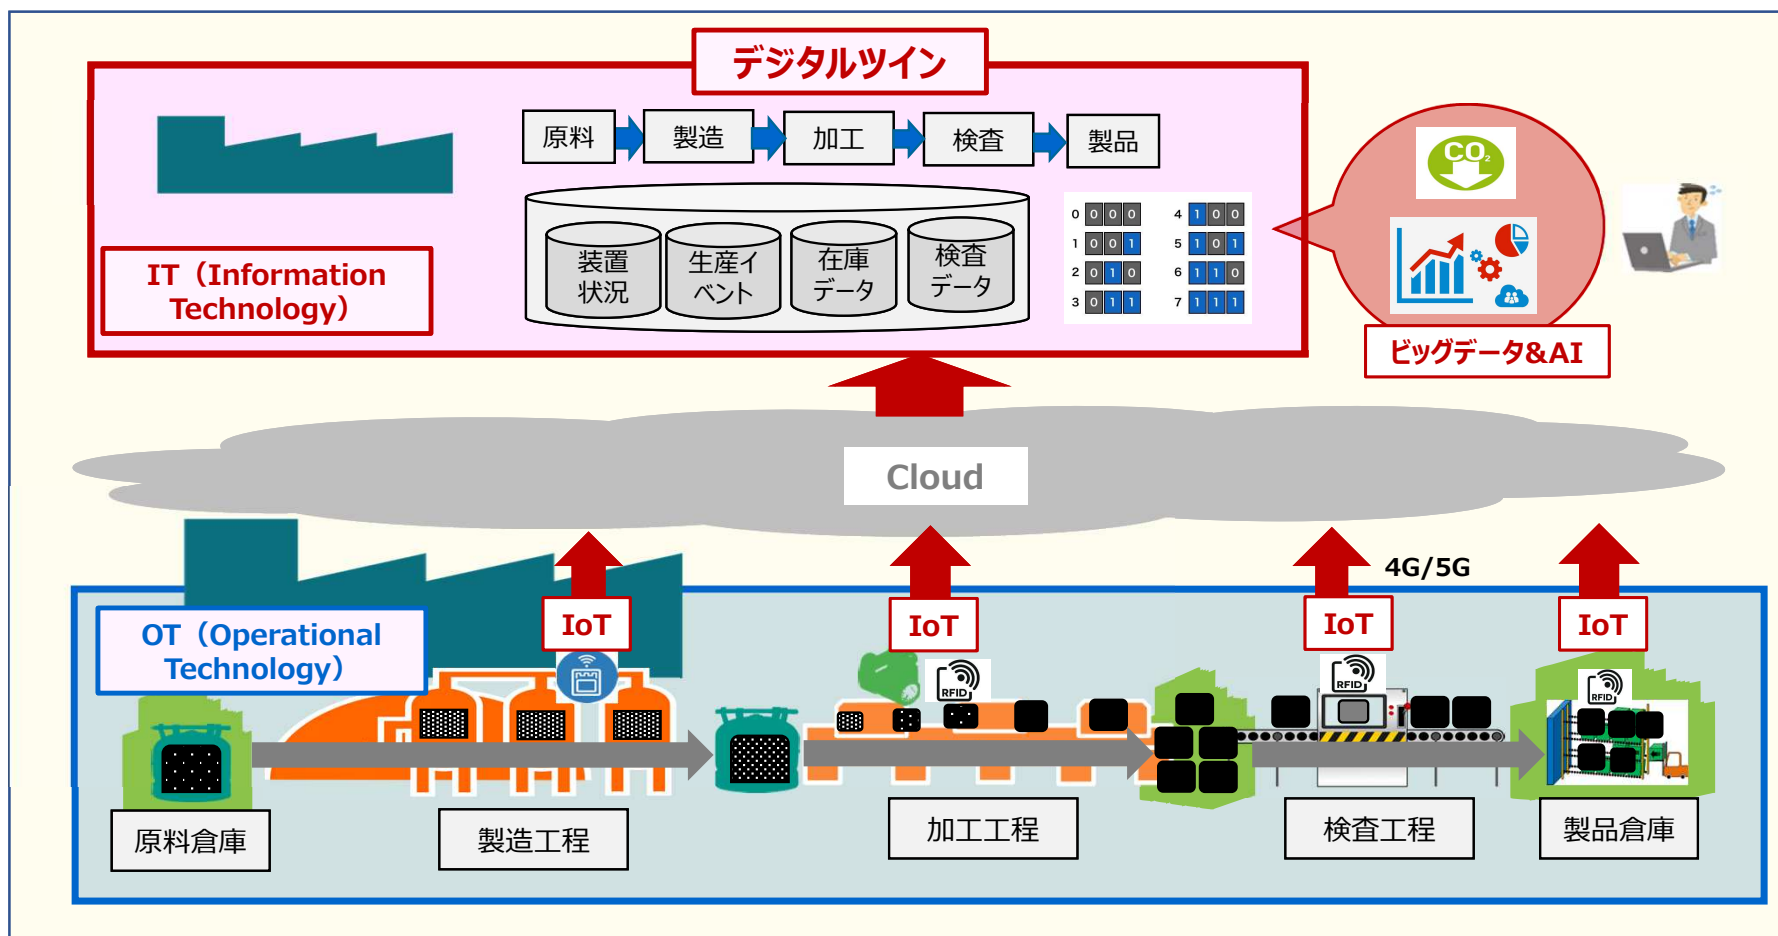 デジタルツイン
原料
製造
加工
検査
製品
CO₂
IT（Information
Technology）
装置
状況
生産イ
ベント
在庫
データ
検査
データ
0 0 0 0
1 0 0 1
2 0 1 0
3 0 1 1
4 1 0 0
5 1 0 1
6 1 1 0
7 1 1 1
ビッグデータ&AI
Cloud
4G/5G
OT（Operational
Technology）
IoT
IoT
IoT
IoT
RFID
RFID
RFID
原料倉庫
製造工程
加工工程
検査工程
製品倉庫